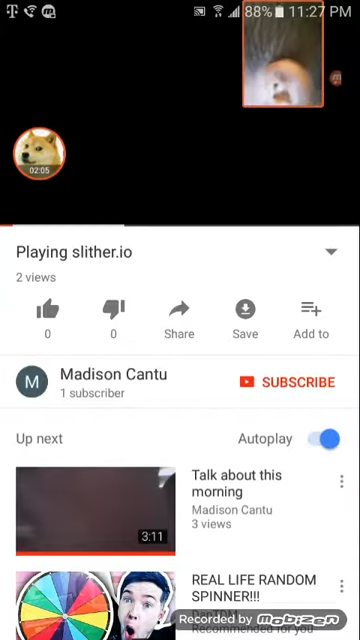 88% 11:27 PM
02:05
Playing slither.io
2 views
0 0 Share Save Add to
M Madison Cantu SUBSCRIBE
1 subscriber
Up next Autoplay
Talk about this
morning
Madison Cantu
3 views
3:11
REAL LIFE RANDOM
SPINNER!!!
DanTDM
Recommended for you
Recorded by Mobizen